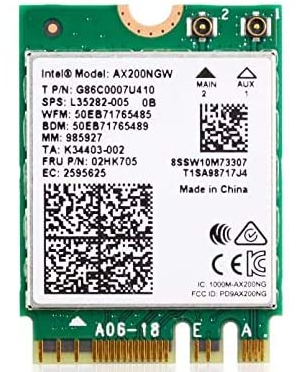 2
1
Intel® Model: AX200NGW
T P/N: G86C0007U410
SPS: L35282-005 0B
WFM: 50EB71765485
BDM: 50EB71765489
MM: 985927
TA: K34403-002
FRU P/N: 02HK705
EC: 2595625
MAIN AUX
2 1
8SSW10M73307
T1SA98717J4
Made in China
CE
IC: 1000M-AX200NG
FCC ID: PD9AX200NG
A06-18 E A